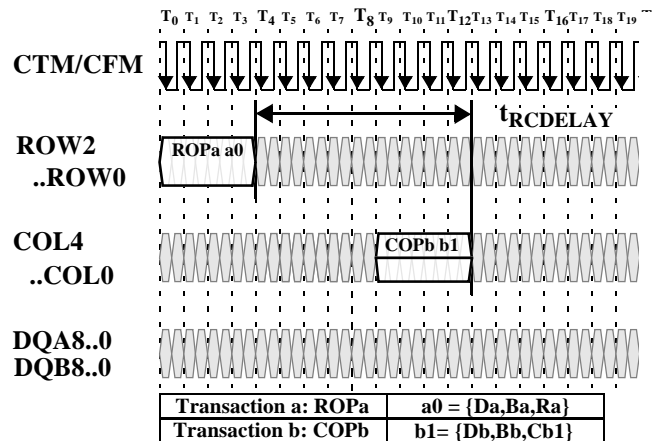 T0 T1 T2 T3 T4 T5 T6 T7 T8 T9 T10 T11 T12 T13 T14 T15 T16 T17 T18 T19
CTM/CFM
tRCDELAY
ROW2
..ROW0
ROPa a0
COL4
..COL0
COPb b1
DQA8..0
DQB8..0
Transaction a: ROPa a0 = {Da,Ba,Ra}
Transaction b: COPb b1= {Db,Bb,Cb1}